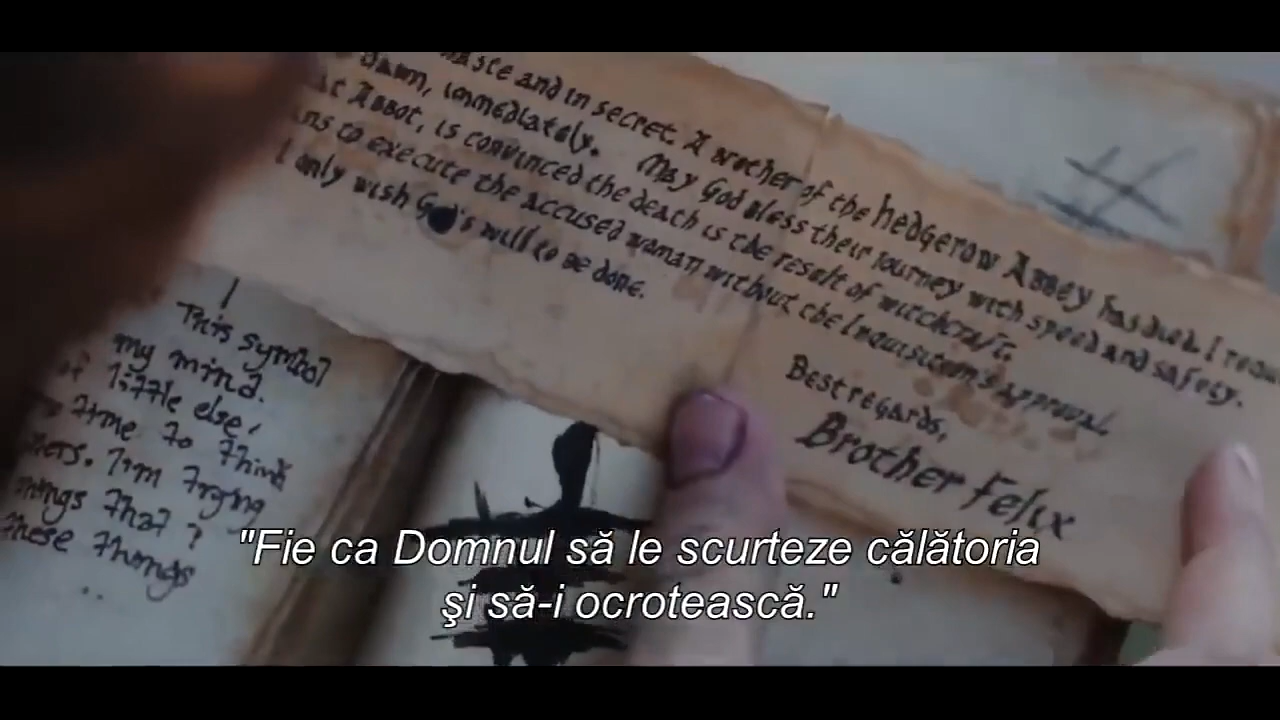 haste and in secret. A brother of the hedgerow Abbey has died. I
dawn, immediately. May God bless their journey with speed and safety.
at Abbot, is convinced the death is the result of witchcraft.
to execute the accused woman without the Inquisition's approval.
I only wish God's will to be done.
Best regards,
Brother Felix
This symbol
my mind.
little else,
time to think
I'm trying
things that?
these things
"Fie ca Domnul să le scurteze călătoria
şi să-i ocrotească."